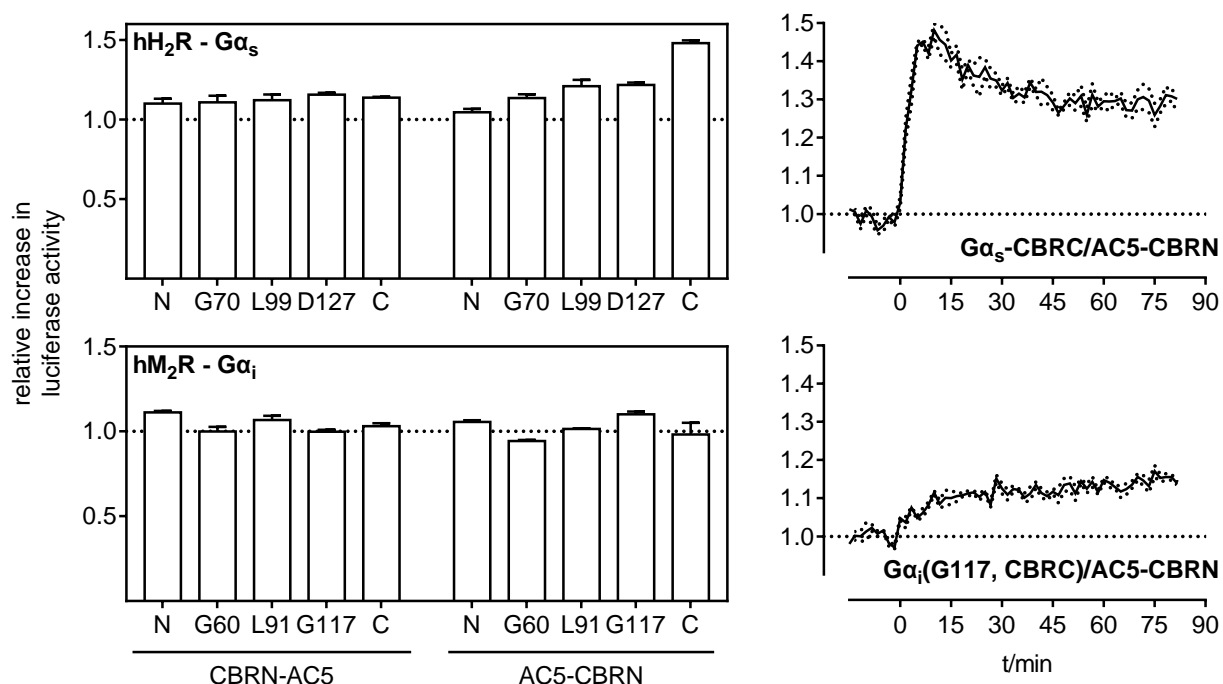 relative increase in
luciferase activity
1.5
1.0
0.5
hH₂R - Gαₛ
N G70 L99 D127 C N G70 L99 D127 C
1.5
1.4
1.3
1.2
1.1
1.0
Gαₛ-CBRC/AC5-CBRN
0 15 30 45 60 75 90
1.5
1.0
0.5
hM₂R - Gαᵢ
N G60 L91 G117 C N G60 L91 G117 C
CBRN-AC5 AC5-CBRN
1.5
1.4
1.3
1.2
1.1
1.0
Gαᵢ(G117, CBRC)/AC5-CBRN
0 15 30 45 60 75 90
t/min